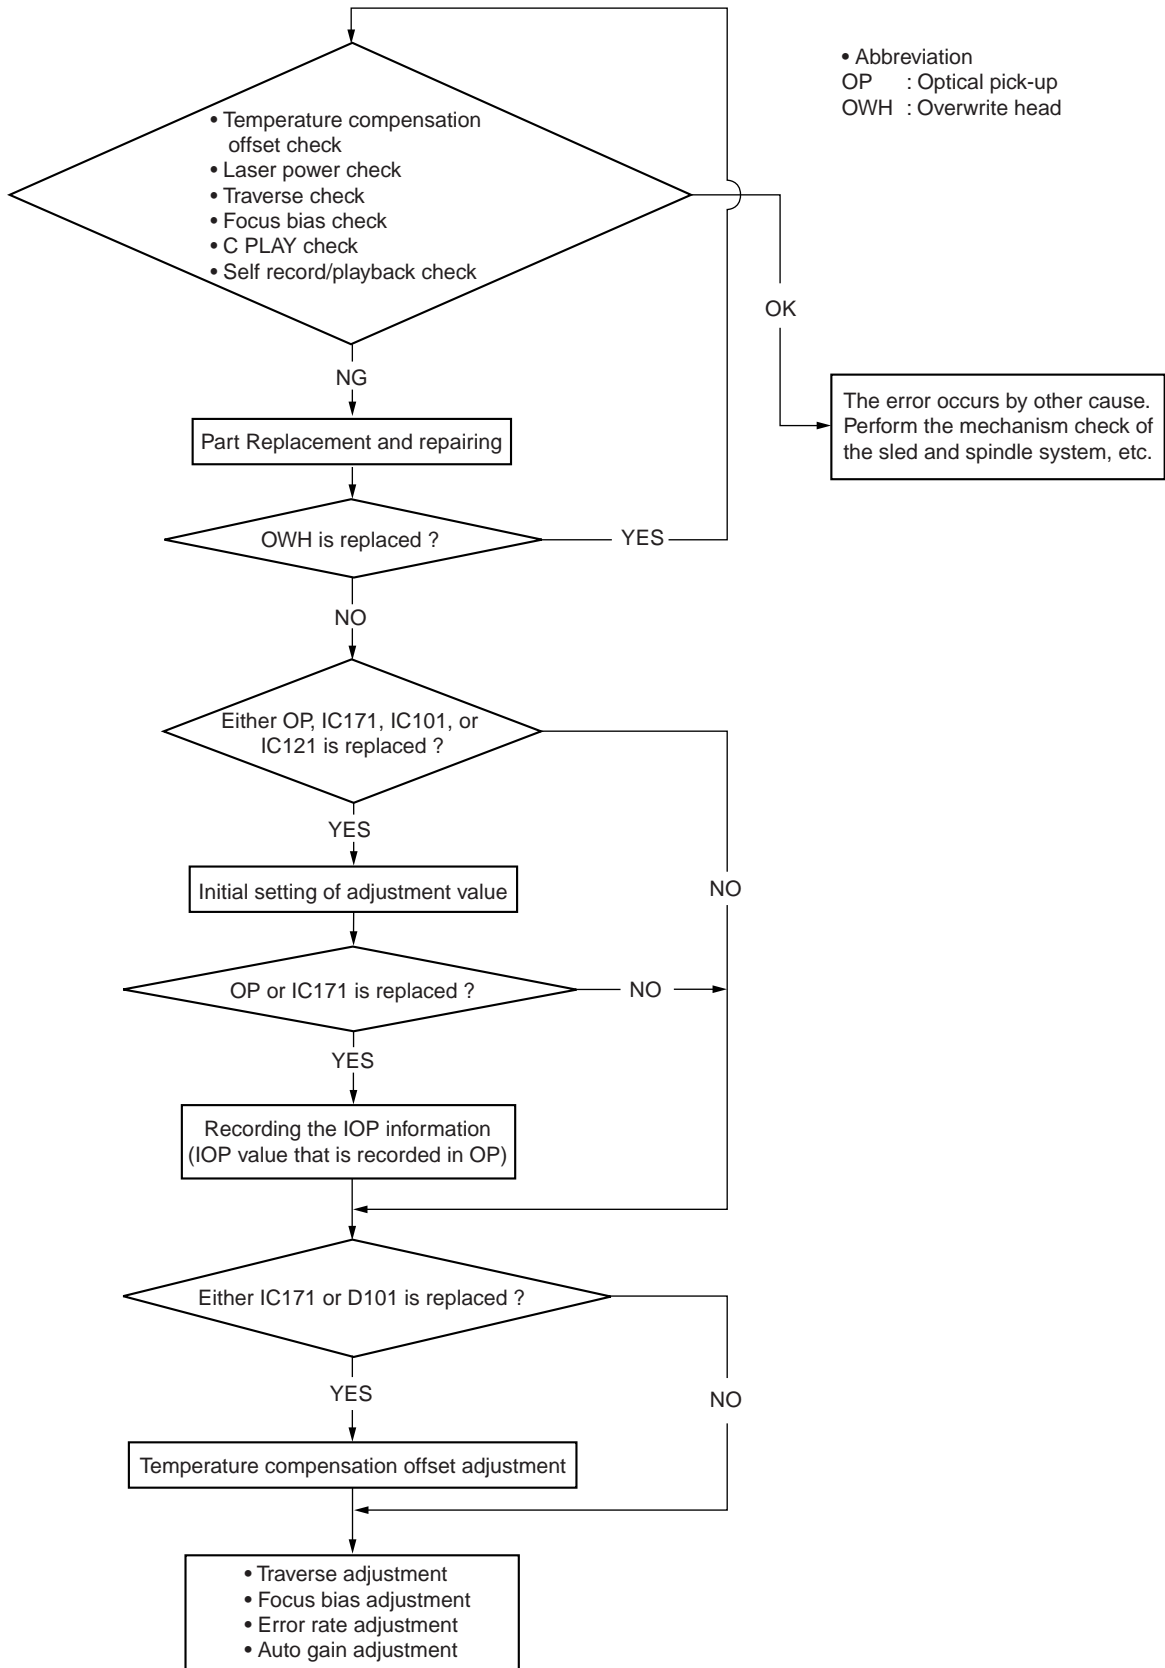 • Abbreviation
OP : Optical pick-up
OWH : Overwrite head
• Temperature compensation
offset check
• Laser power check
• Traverse check
• Focus bias check
• C PLAY check
• Self record/playback check
OK
NG
The error occurs by other cause.
Perform the mechanism check of
the sled and spindle system, etc.
Part Replacement and repairing
OWH is replaced ?
YES
NO
Either OP, IC171, IC101, or
IC121 is replaced ?
YES
NO
Initial setting of adjustment value
OP or IC171 is replaced ?
NO
YES
Recording the IOP information
(IOP value that is recorded in OP)
Either IC171 or D101 is replaced ?
YES
NO
Temperature compensation offset adjustment
• Traverse adjustment
• Focus bias adjustment
• Error rate adjustment
• Auto gain adjustment